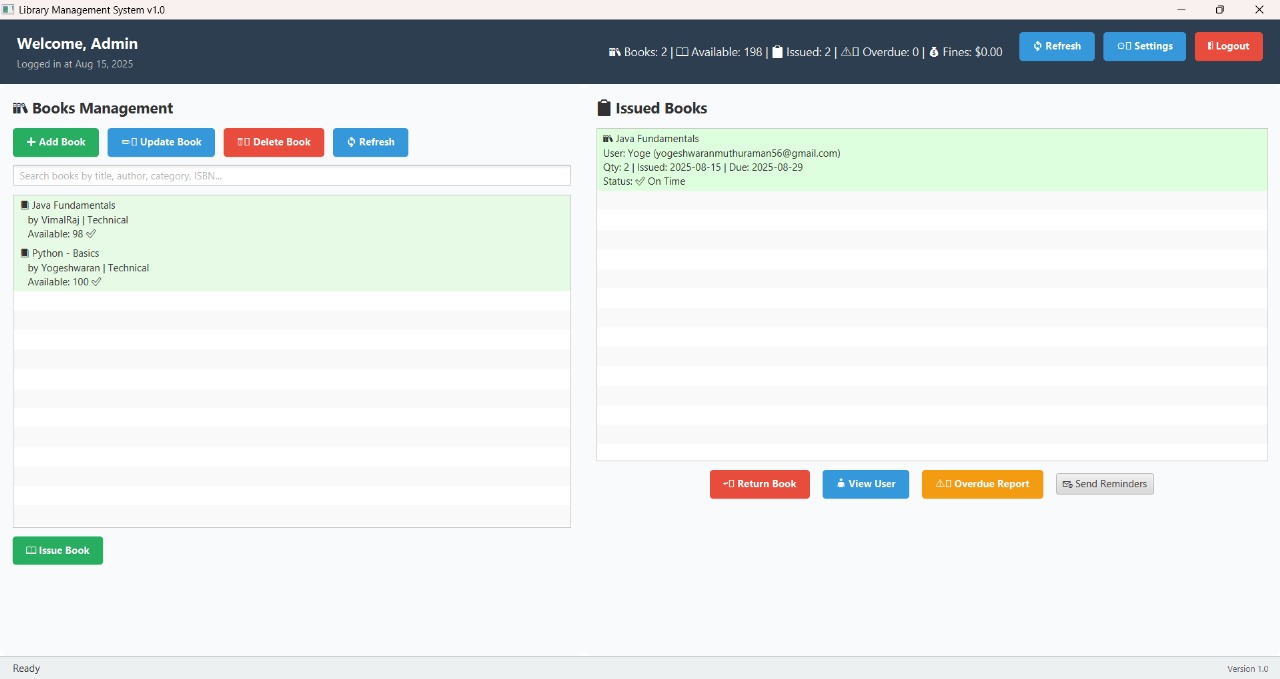 Library Management System v1.0
Welcome, Admin
Logged in at Aug 15, 2025
Books: 2 | Available: 198 | Issued: 2 | Overdue: 0 | Fines: $0.00
Refresh
Settings
Logout
Books Management
Add Book
Update Book
Delete Book
Refresh
Search books by title, author, category, ISBN...
Java Fundamentals
by VimalRaj | Technical
Available: 98 ✅
Python - Basics
by Yogeshwaran | Technical
Available: 100 ✅
Issue Book
Issued Books
Java Fundamentals
User: Yoge (yogeshwaranmuthuraman56@gmail.com)
Qty: 2 | Issued: 2025-08-15 | Due: 2025-08-29
Status: ✅ On Time
Return Book
View User
Overdue Report
Send Reminders
Ready
Version 1.0